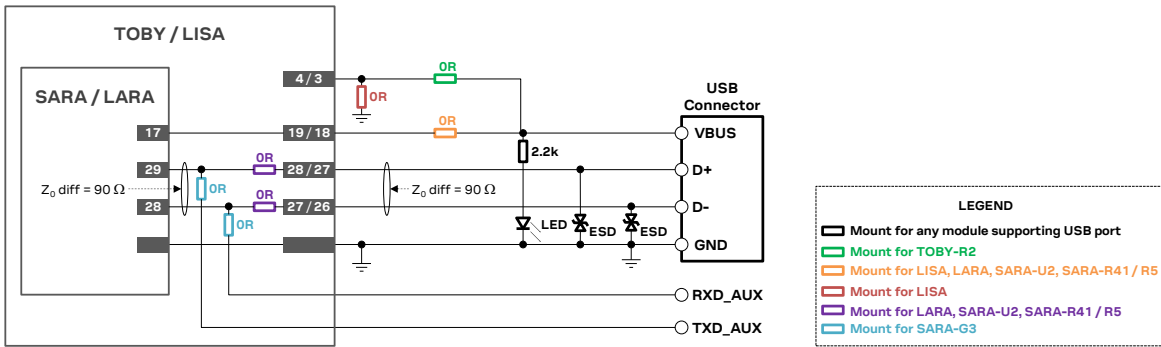 TOBY / LISA
SARA / LARA
4 / 3
0R
0R
USB
Connector
17
19 / 18
0R
VBUS
2.2k
29
0R
28 / 27
D+
Z0 diff = 90 Ω
0R
Z0 diff = 90 Ω
28
0R
27 / 26
D-
0R
LED
ESD
ESD
GND
RXD_AUX
TXD_AUX
LEGEND
Mount for any module supporting USB port
Mount for TOBY-R2
Mount for LISA, LARA, SARA-U2, SARA-R41 / R5
Mount for LISA
Mount for LARA, SARA-U2, SARA-R41 / R5
Mount for SARA-G3